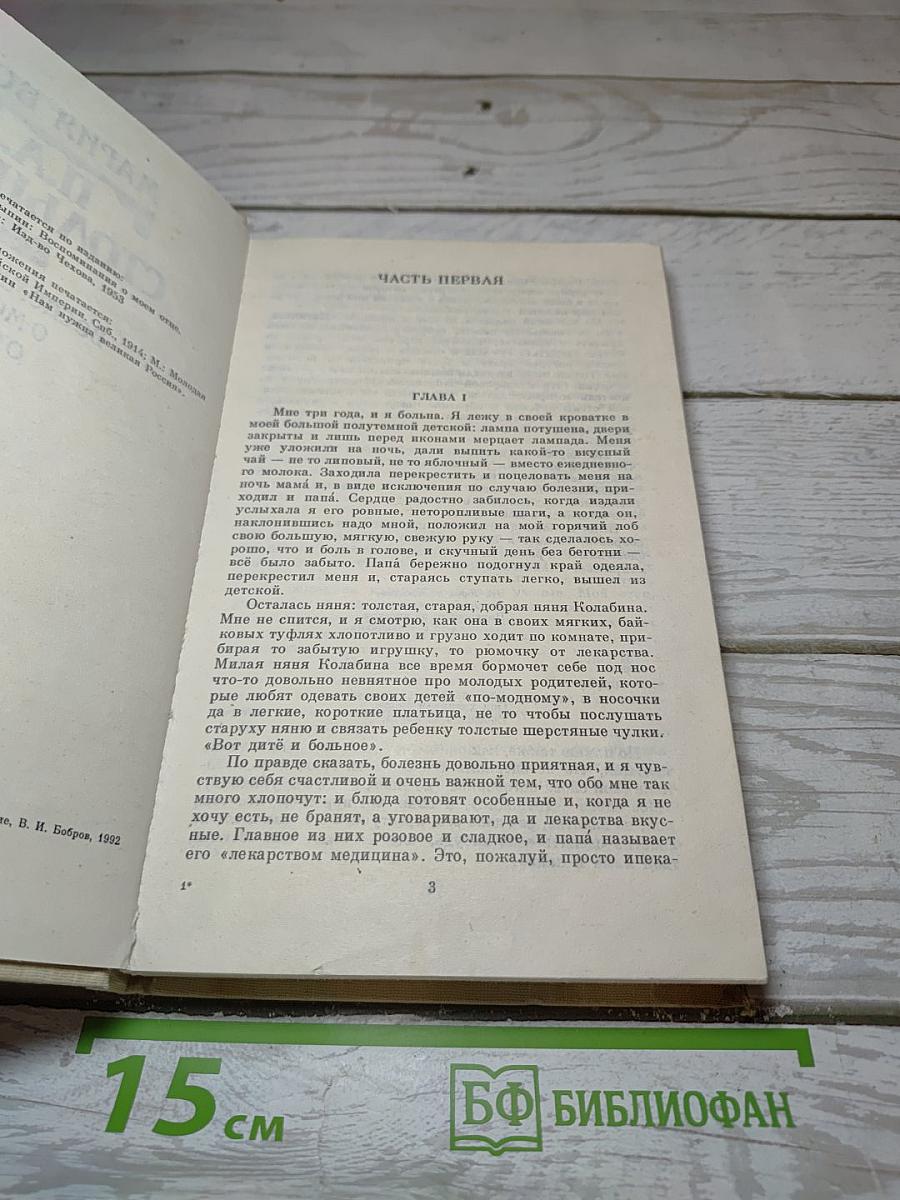 ечатается по изданию:
ыпин: Воспоминания о моем отце.
: Изд-во Чехова. 1953
ложения печатается:
йской Империи. Спб., 1914; М.: Молодая
ин «Нам нужна великая Россия».
ие, В. И. Бобров, 1992
ЧАСТЬ ПЕРВАЯ
ГЛАВА I
Мне три года, и я больна. Я лежу в своей кроватке в
моей большой полутемной детской: лампа потушена, двери
закрыты и лишь перед иконами мерцает лампада. Меня
уже уложили на ночь, дали выпить какой-то вкусный
чай — не то липовый, не то яблочный — вместо ежедневно-
го молока. Заходила перекрестить и поцеловать меня на
ночь мама́ и, в виде исключения по случаю болезни, при-
ходил и папа́. Сердце радостно забилось, когда издали
услыхала я его ровные, неторопливые шаги, а когда он,
наклонившись надо мной, положил на мой горячий лоб
свою большую, мягкую, свежую руку — так сделалось хо-
рошо, что и боль в голове, и скучный день без беготни —
всё было забыто. Папа́ бережно подогнул край одеяла,
перекрестил меня и, стараясь ступать легко, вышел из
детской.
Осталась няня: толстая, старая, добрая няня Колабина.
Мне не спится, и я смотрю, как она в своих мягких, бай-
ковых туфлях хлопотливо и грузно ходит по комнате, при-
бирая то забытую игрушку, то рюмочку от лекарства.
Милая няня Колабина все время бормочет себе под нос
что-то довольно невнятное про молодых родителей, кото-
рые любят одевать своих детей «по-модному», в носочки
да в легкие, короткие платьица, не то чтобы послушать
старуху няню и связать ребенку толстые шерстяные чулки.
«Вот дитё и больное».
По правде сказать, болезнь довольно приятная, и я чув-
ствую себя счастливой и очень важной тем, что обо мне так
много хлопочут: и блюда готовят особенные и, когда я не
хочу есть, не бранят, а уговаривают, да и лекарства вкус-
ные. Главное из них розовое и сладкое, и папа́ называет
его «лекарством медицина». Это, пожалуй, просто ипека-
1*
3
15 см
БФ БИБЛИОФАН